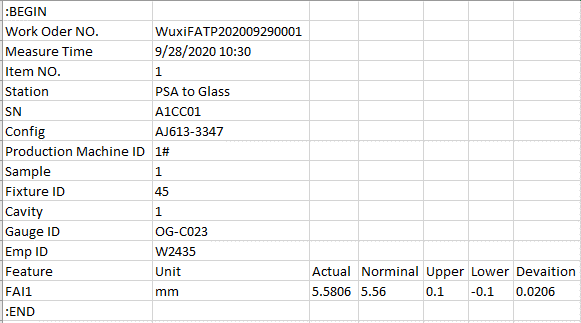 :BEGIN
Work Oder NO. WuxiFATP202009290001
Measure Time 9/28/2020 10:30
Item NO. 1
Station PSA to Glass
SN A1CC01
Config AJ613-3347
Production Machine ID 1#
Sample 1
Fixture ID 45
Cavity 1
Gauge ID OG-C023
Emp ID W2435
Feature Unit Actual Norminal Upper Lower Devaition
FAI1 mm 5.5806 5.56 0.1 -0.1 0.0206
:END